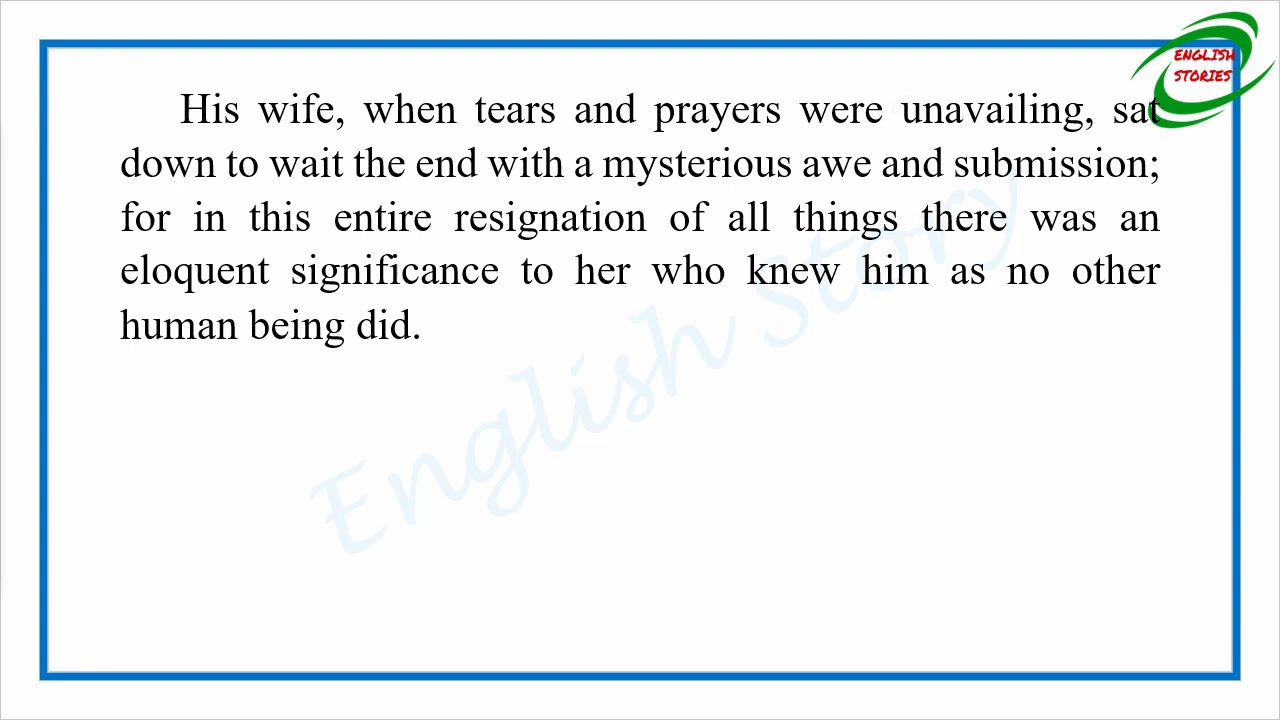 ENGLISH
STORIES
His wife, when tears and prayers were unavailing, sat
down to wait the end with a mysterious awe and submission;
for in this entire resignation of all things there was an
eloquent significance to her who knew him as no other
human being did.
English Story